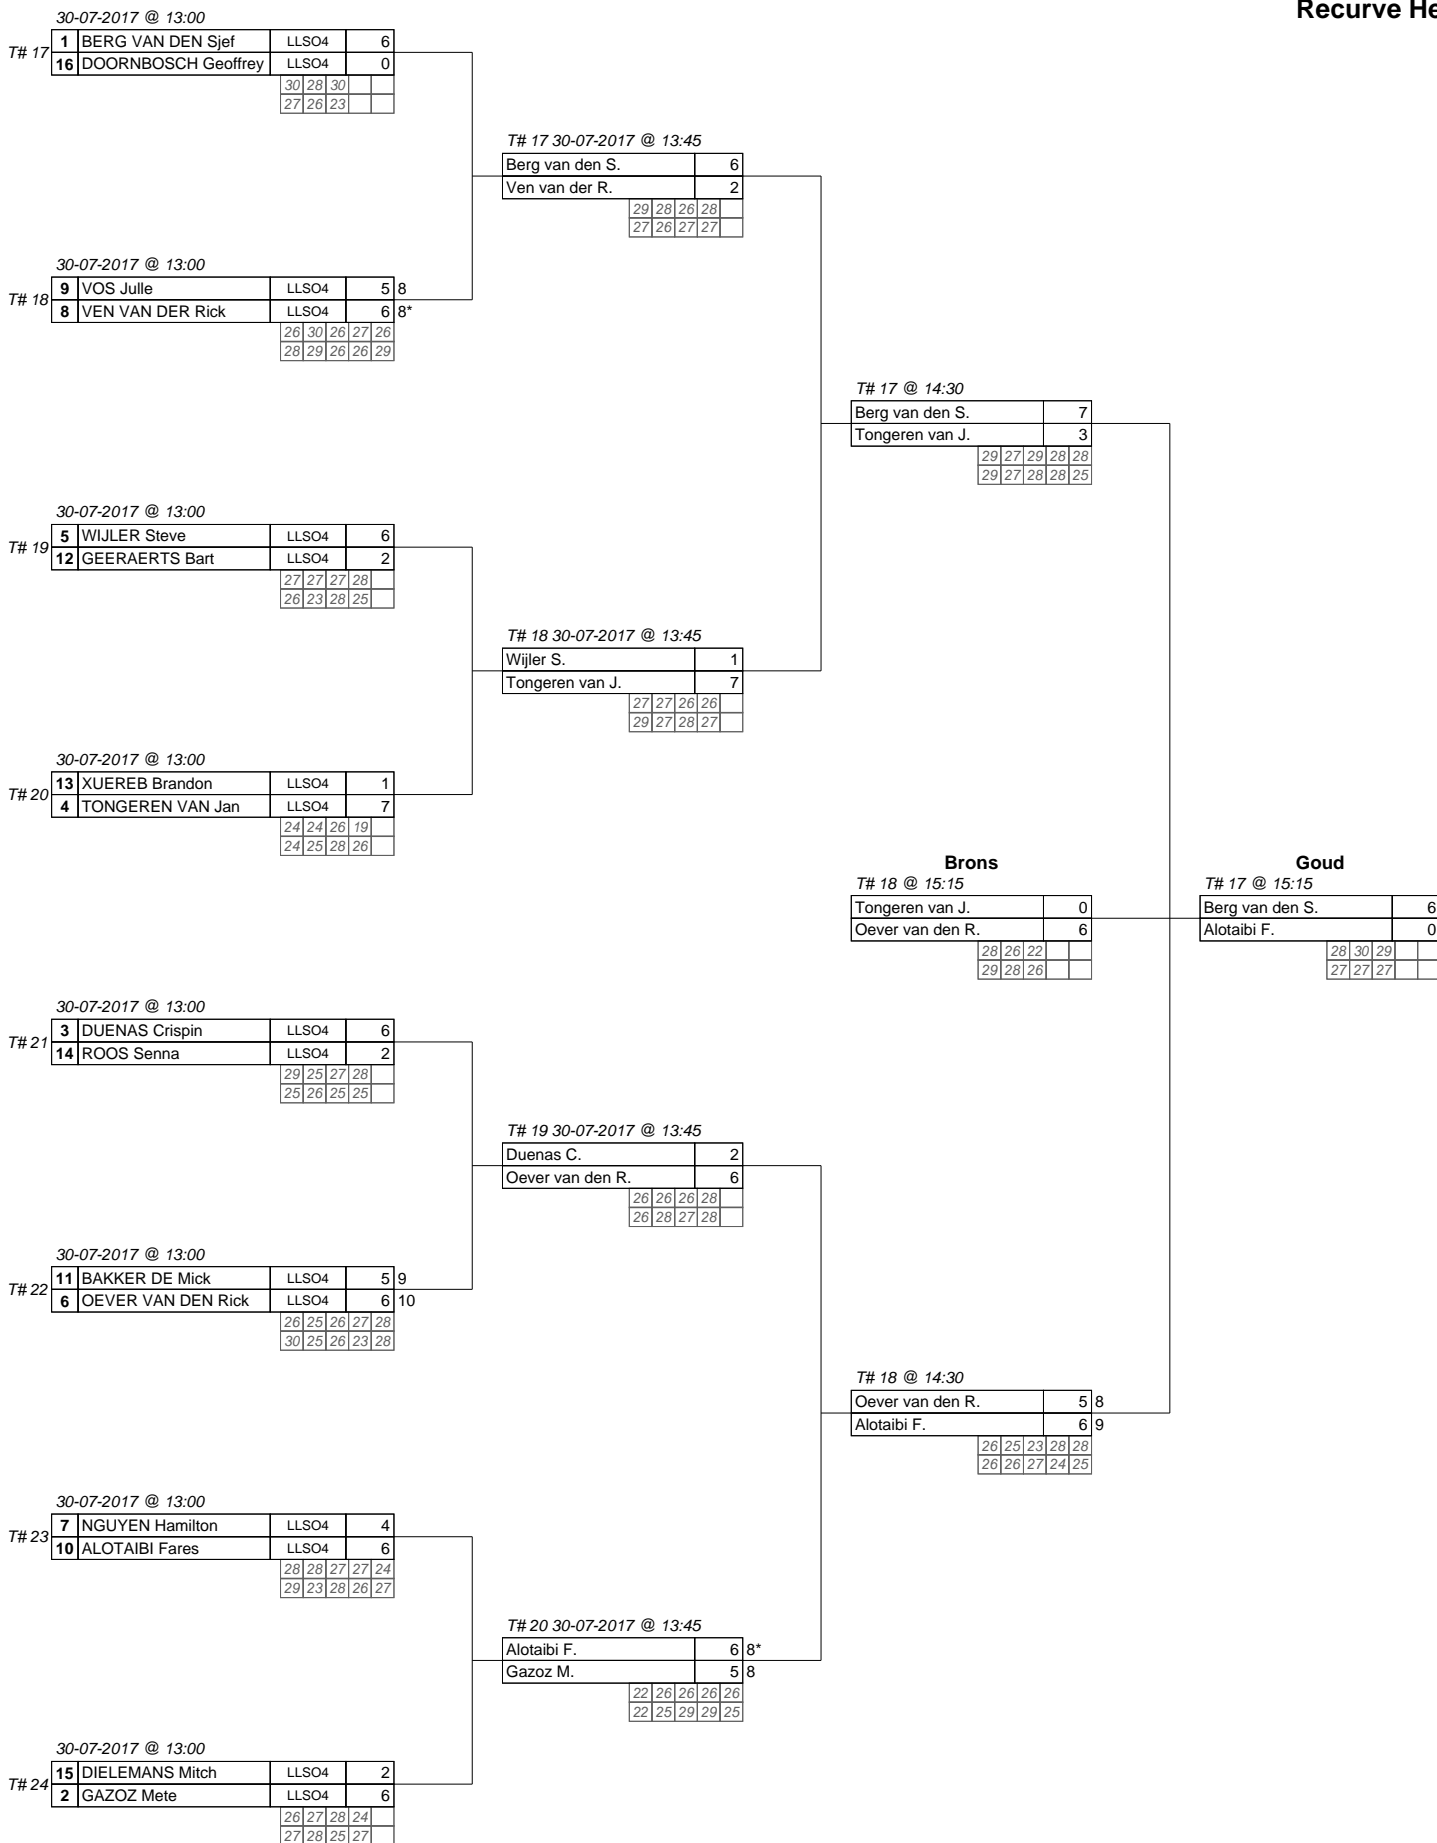 Recurve He
30-07-2017 @ 13:00
T# 17
1 BERG VAN DEN Sjef LLSO4 6
16 DOORNBOSCH Geoffrey LLSO4 0
30 28 30
27 26 23
T# 17 30-07-2017 @ 13:45
Berg van den S. 6
Ven van der R. 2
29 28 26 28
27 26 27 27
30-07-2017 @ 13:00
T# 18
9 VOS Julle LLSO4 5 8
8 VEN VAN DER Rick LLSO4 6 8*
26 30 26 27 26
28 29 26 26 29
T# 17 @ 14:30
Berg van den S. 7
Tongeren van J. 3
29 27 29 28 28
29 27 28 28 25
30-07-2017 @ 13:00
T# 19
5 WIJLER Steve LLSO4 6
12 GEERAERTS Bart LLSO4 2
27 27 27 28
26 23 28 25
T# 18 30-07-2017 @ 13:45
Wijler S. 1
Tongeren van J. 7
27 27 26 26
29 27 28 27
30-07-2017 @ 13:00
T# 20
13 XUEREB Brandon LLSO4 1
4 TONGEREN VAN Jan LLSO4 7
24 24 26 19
24 25 28 26
Brons
T# 18 @ 15:15
Tongeren van J. 0
Oever van den R. 6
28 26 22
29 28 26
Goud
T# 17 @ 15:15
Berg van den S. 6
Alotaibi F. 0
28 30 29
27 27 27
30-07-2017 @ 13:00
T# 21
3 DUENAS Crispin LLSO4 6
14 ROOS Senna LLSO4 2
29 25 27 28
25 26 25 25
T# 19 30-07-2017 @ 13:45
Duenas C. 2
Oever van den R. 6
26 26 26 28
26 28 27 28
30-07-2017 @ 13:00
T# 22
11 BAKKER DE Mick LLSO4 5 9
6 OEVER VAN DEN Rick LLSO4 6 10
26 25 26 27 28
30 25 26 23 28
T# 18 @ 14:30
Oever van den R. 5 8
Alotaibi F. 6 9
26 25 23 28 28
26 26 27 24 25
30-07-2017 @ 13:00
T# 23
7 NGUYEN Hamilton LLSO4 4
10 ALOTAIBI Fares LLSO4 6
28 28 27 27 24
29 23 28 26 27
T# 20 30-07-2017 @ 13:45
Alotaibi F. 6 8*
Gazoz M. 5 8
22 26 26 26 26
22 25 29 29 25
30-07-2017 @ 13:00
T# 24
15 DIELEMANS Mitch LLSO4 2
2 GAZOZ Mete LLSO4 6
26 27 28 24
27 28 25 27